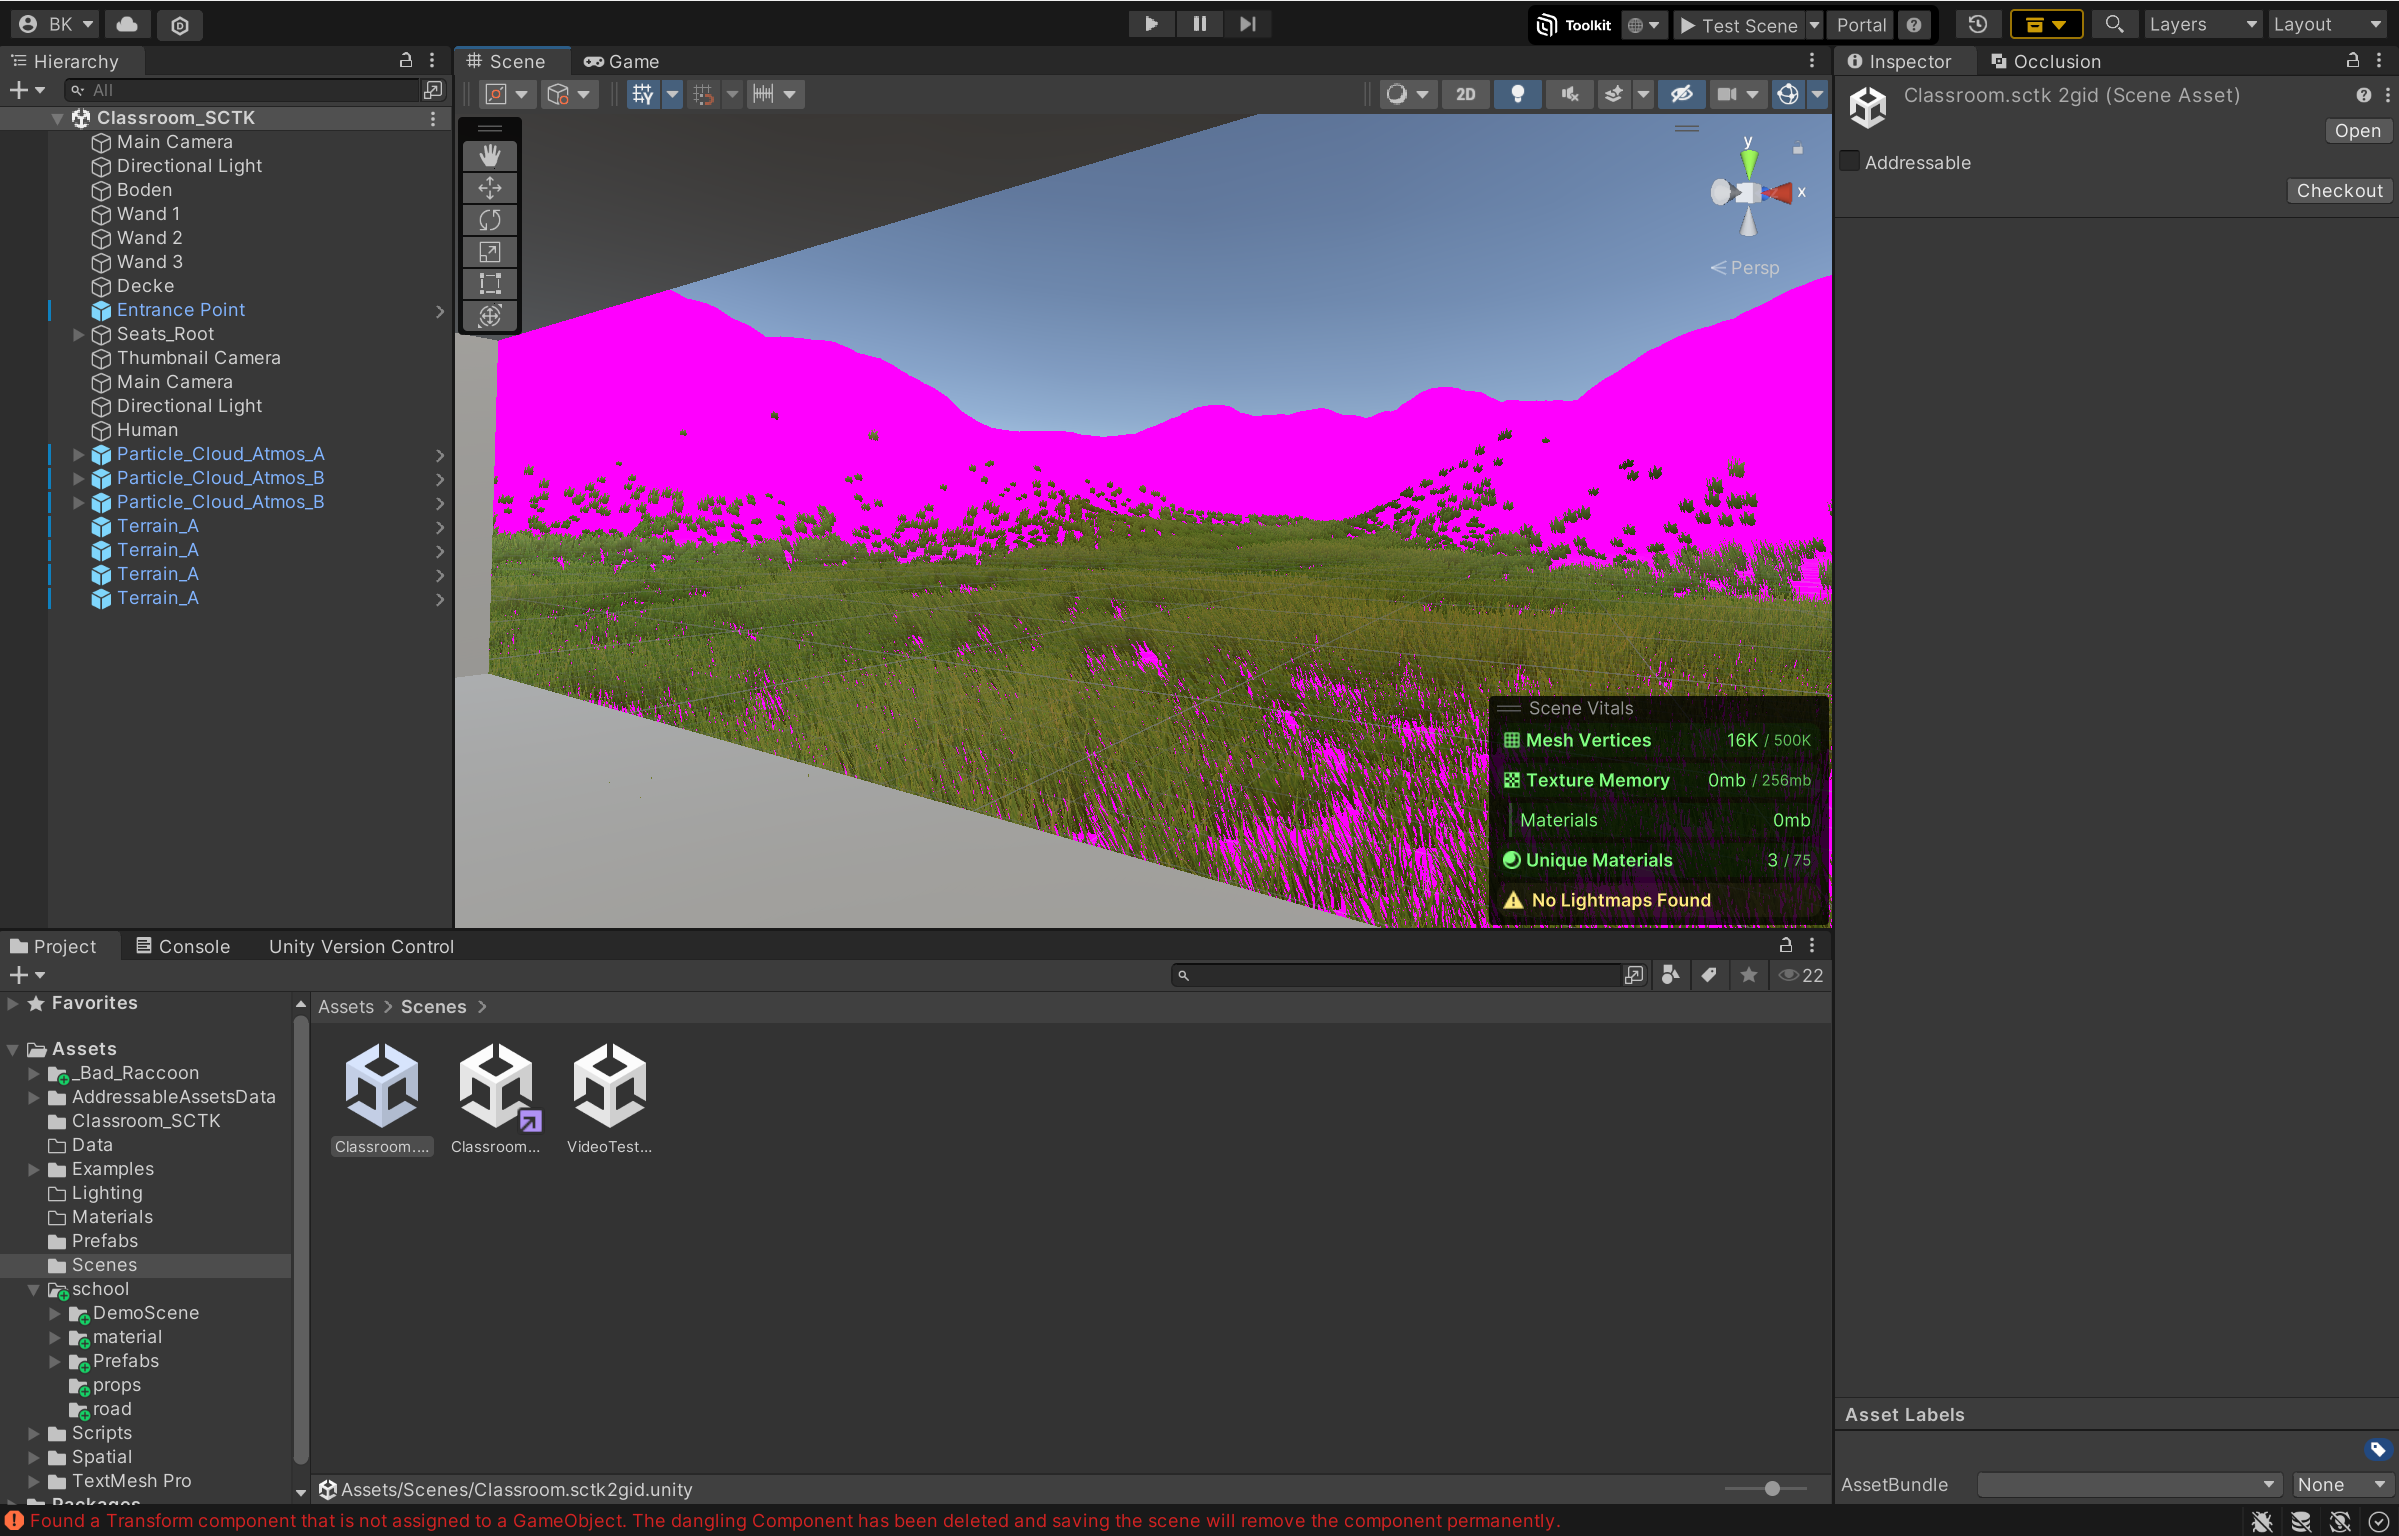 BK
Toolkit
Test Scene
Portal
Layers
Layout
Hierarchy
Scene
Game
Inspector
Occlusion
All
2D
Classroom.sctk 2gid (Scene Asset)
Open
Addressable
Checkout
Classroom_SCTK
Main Camera
Directional Light
Boden
Wand 1
Wand 2
Wand 3
Decke
Entrance Point
Seats_Root
Thumbnail Camera
Main Camera
Directional Light
Human
Particle_Cloud_Atmos_A
Particle_Cloud_Atmos_B
Particle_Cloud_Atmos_B
Terrain_A
Terrain_A
Terrain_A
Terrain_A
y
x
Persp
Scene Vitals
Mesh Vertices 16K / 500K
Texture Memory 0mb / 256mb
Materials 0mb
Unique Materials 3 / 75
No Lightmaps Found
Project
Console
Unity Version Control
22
Favorites
Assets
_Bad_Raccoon
AddressableAssetsData
Classroom_SCTK
Data
Examples
Lighting
Materials
Prefabs
Scenes
school
DemoScene
material
Prefabs
props
road
Scripts
Spatial
TextMesh Pro
Packages
Assets > Scenes >
Classroom....
Classroom...
VideoTest...
Assets/Scenes/Classroom.sctk2gid.unity
Asset Labels
AssetBundle
None
Found a Transform component that is not assigned to a GameObject. The dangling Component has been deleted and saving the scene will remove the component permanently.